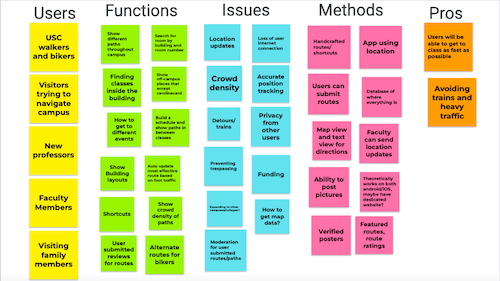 Users
Functions
Issues
Methods
Pros
USC
walkers
and bikers
Visitors
trying to
navigate
campus
New
professors
Faculty
Members
Visiting
family
members
Show
different
paths
throughout
campus
Search for
room by
building and
room number
Finding
classes
inside the
building
Show
off-campus
places that
accept
How to
get to
different
events
Build a
schedule and
show paths in
between
classes
Show
Building
layouts
Auto update
most effective
route based
on foot traffic
Shortcuts
Show
crowd
density of
paths
User
submitted
reviews
for routes
Alternate
routes for
bikers
Location
updates
Loss of user
internet
connection
Crowd
density
Accurate
position
tracking
Detours/
trains
Privacy
from
other
users
Preventing
trespassing
Funding
Expanding to other
How to
get map
data?
Moderation for
user submitted
routes/paths
Handcrafted
routes/
shortcuts
App using
location
Users can
submit
routes
Database of
where
everything is
Map view
and text
view for
directions
Faculty
can send
location
updates
Ability to
post
pictures
Theoretically
works on both
android/iOS,
maybe have
dedicated
website?
Verified
posters
Featured
routes,
route
ratings
Users will be
able to get to
class as fast as
possible
Avoiding
trains and
heavy
traffic